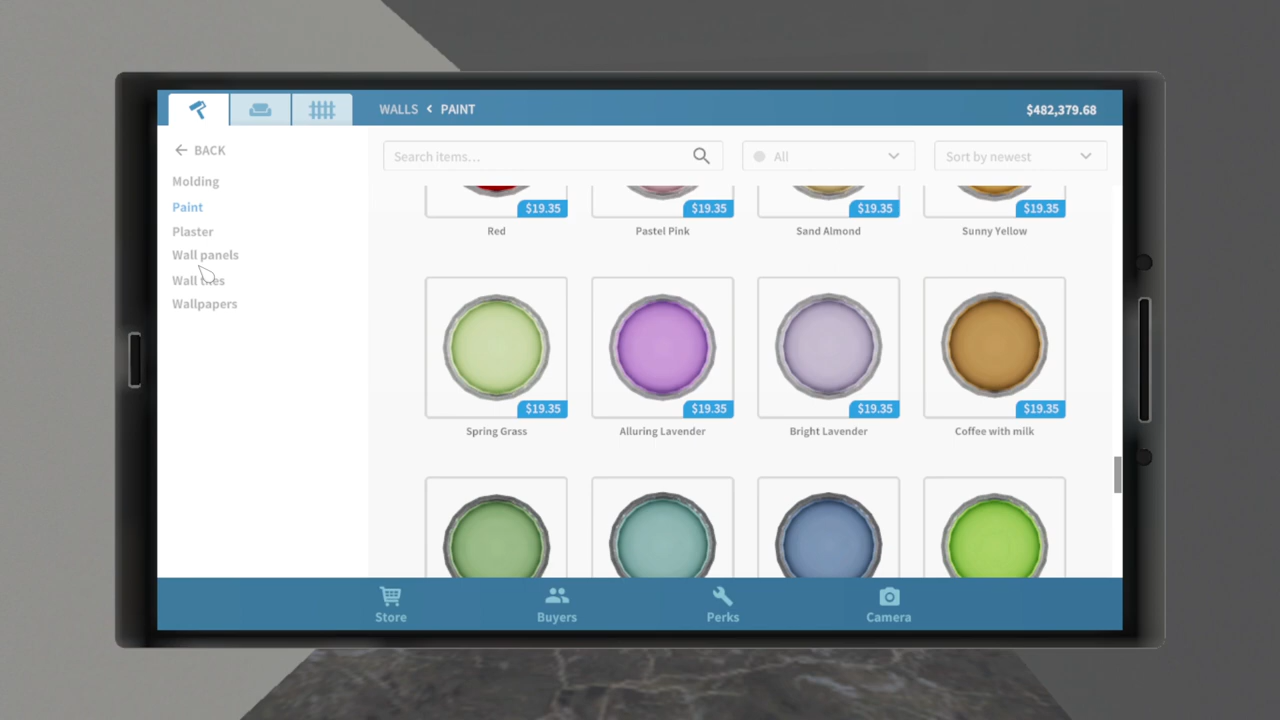 WALLS < PAINT
$482,379.68
BACK
Search items...
All
Sort by newest
Molding
Paint
Plaster
Wall panels
Wall tiles
Wallpapers
$19.35 $19.35 $19.35 $19.35
Red Pastel Pink Sand Almond Sunny Yellow
$19.35 $19.35 $19.35 $19.35
Spring Grass Alluring Lavender Bright Lavender Coffee with milk
Store Buyers Perks Camera